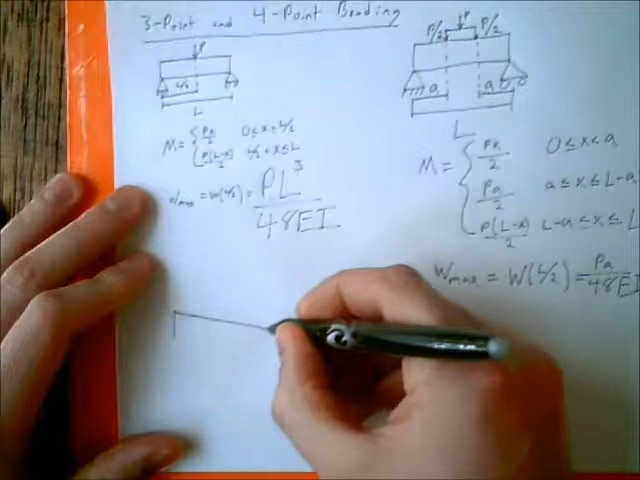 3-Point and 4-Point Bending
P
L/2
L
M = { Px/2 0≤x≤L/2
P(L-x)/2 L/2<x≤L
wmax = w(L/2) = PL³/48EI
P/2 P P/2
a a
L
M = { Px/2 0≤x<a
Pa/2 a≤x≤L-a
P(L-x)/2 L-a≤x≤L
Wmax = W(L/2) = Pa/48EI